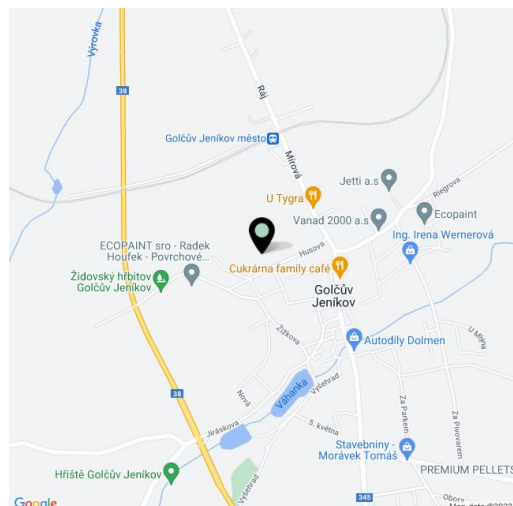 Výrovka
38
Ráj
Golčův Jeníkov město
Mírová
Jetti a.s
Riegrova
U Tygra
Vanad 2000 a.s
Ecopaint
Ing. Irena Wernerová
Husova
ECOPAINT sro - Radek
Houfek - Povrchové...
Cukrárna family café
Židovský hřbitov
Golčův Jeníkov
Golčův
Jeníkov
Žižkova
U Mlýna
Autodíly Dolmen
Vyšehrad
Váhanka
Nová
38
Za Parkem
Za Pivovarem
5. května
Jiráskova
Stavebniny -
Morávek Tomáš
Hřiště Golčův Jeníkov
PREMIUM PELLETS
Vyšehrad
345
Obora
Google